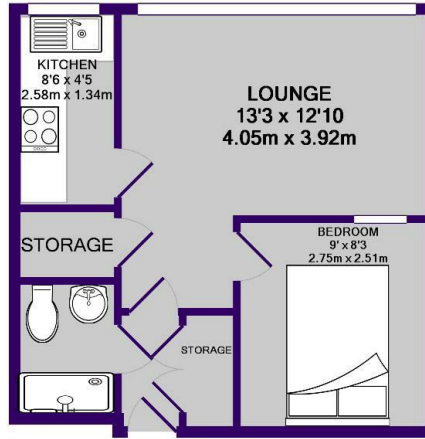 KITCHEN
8'6 x 4'5
2.58m x 1.34m
LOUNGE
13'3 x 12'10
4.05m x 3.92m
STORAGE
BEDROOM
9' x 8'3
2.75m x 2.51m
STORAGE